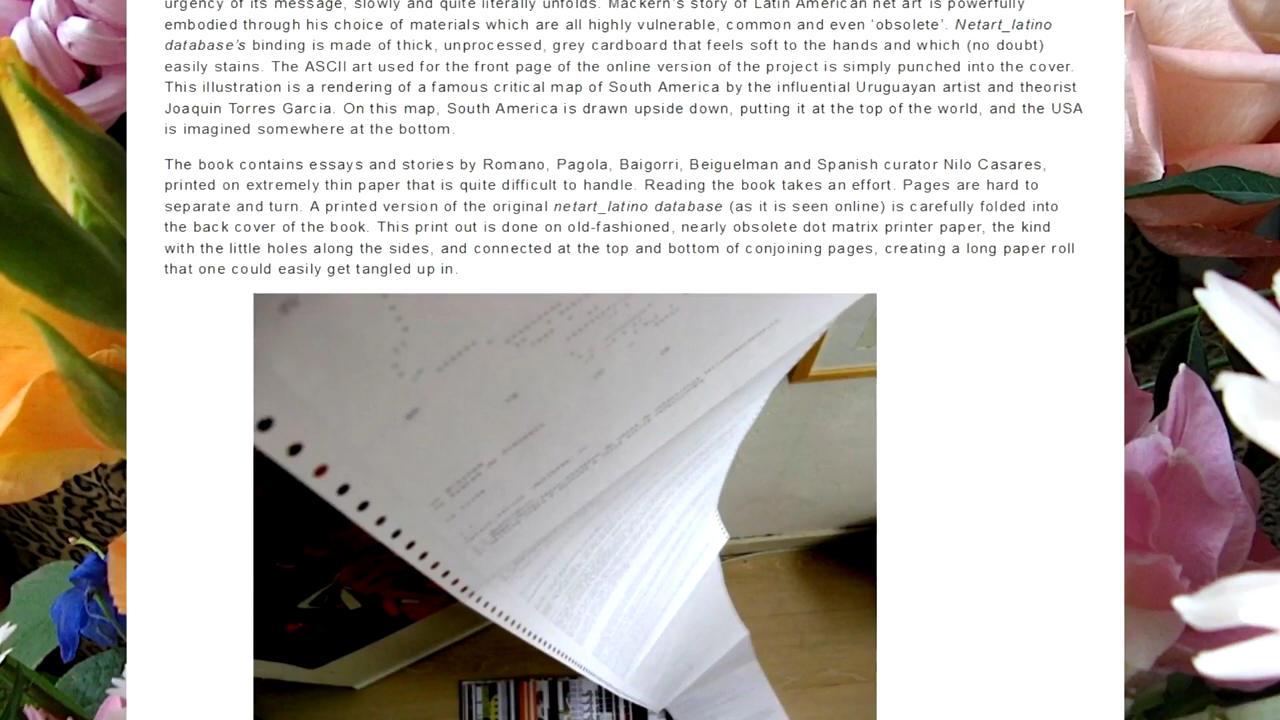 urgency of its message, slowly and quite literally unfolds. Mackern's story of Latin American net art is powerfully
embodied through his choice of materials which are all highly vulnerable, common and even 'obsolete'. Netart_latino
database's binding is made of thick, unprocessed, grey cardboard that feels soft to the hands and which (no doubt)
easily stains. The ASCII art used for the front page of the online version of the project is simply punched into the cover.
This illustration is a rendering of a famous critical map of South America by the influential Uruguayan artist and theorist
Joaquin Torres Garcia. On this map, South America is drawn upside down, putting it at the top of the world, and the USA
is imagined somewhere at the bottom.
The book contains essays and stories by Romano, Pagola, Baigorri, Beiguelman and Spanish curator Nilo Casares,
printed on extremely thin paper that is quite difficult to handle. Reading the book takes an effort. Pages are hard to
separate and turn. A printed version of the original netart_latino database (as it is seen online) is carefully folded into
the back cover of the book. This print out is done on old-fashioned, nearly obsolete dot matrix printer paper, the kind
with the little holes along the sides, and connected at the top and bottom of conjoining pages, creating a long paper roll
that one could easily get tangled up in.